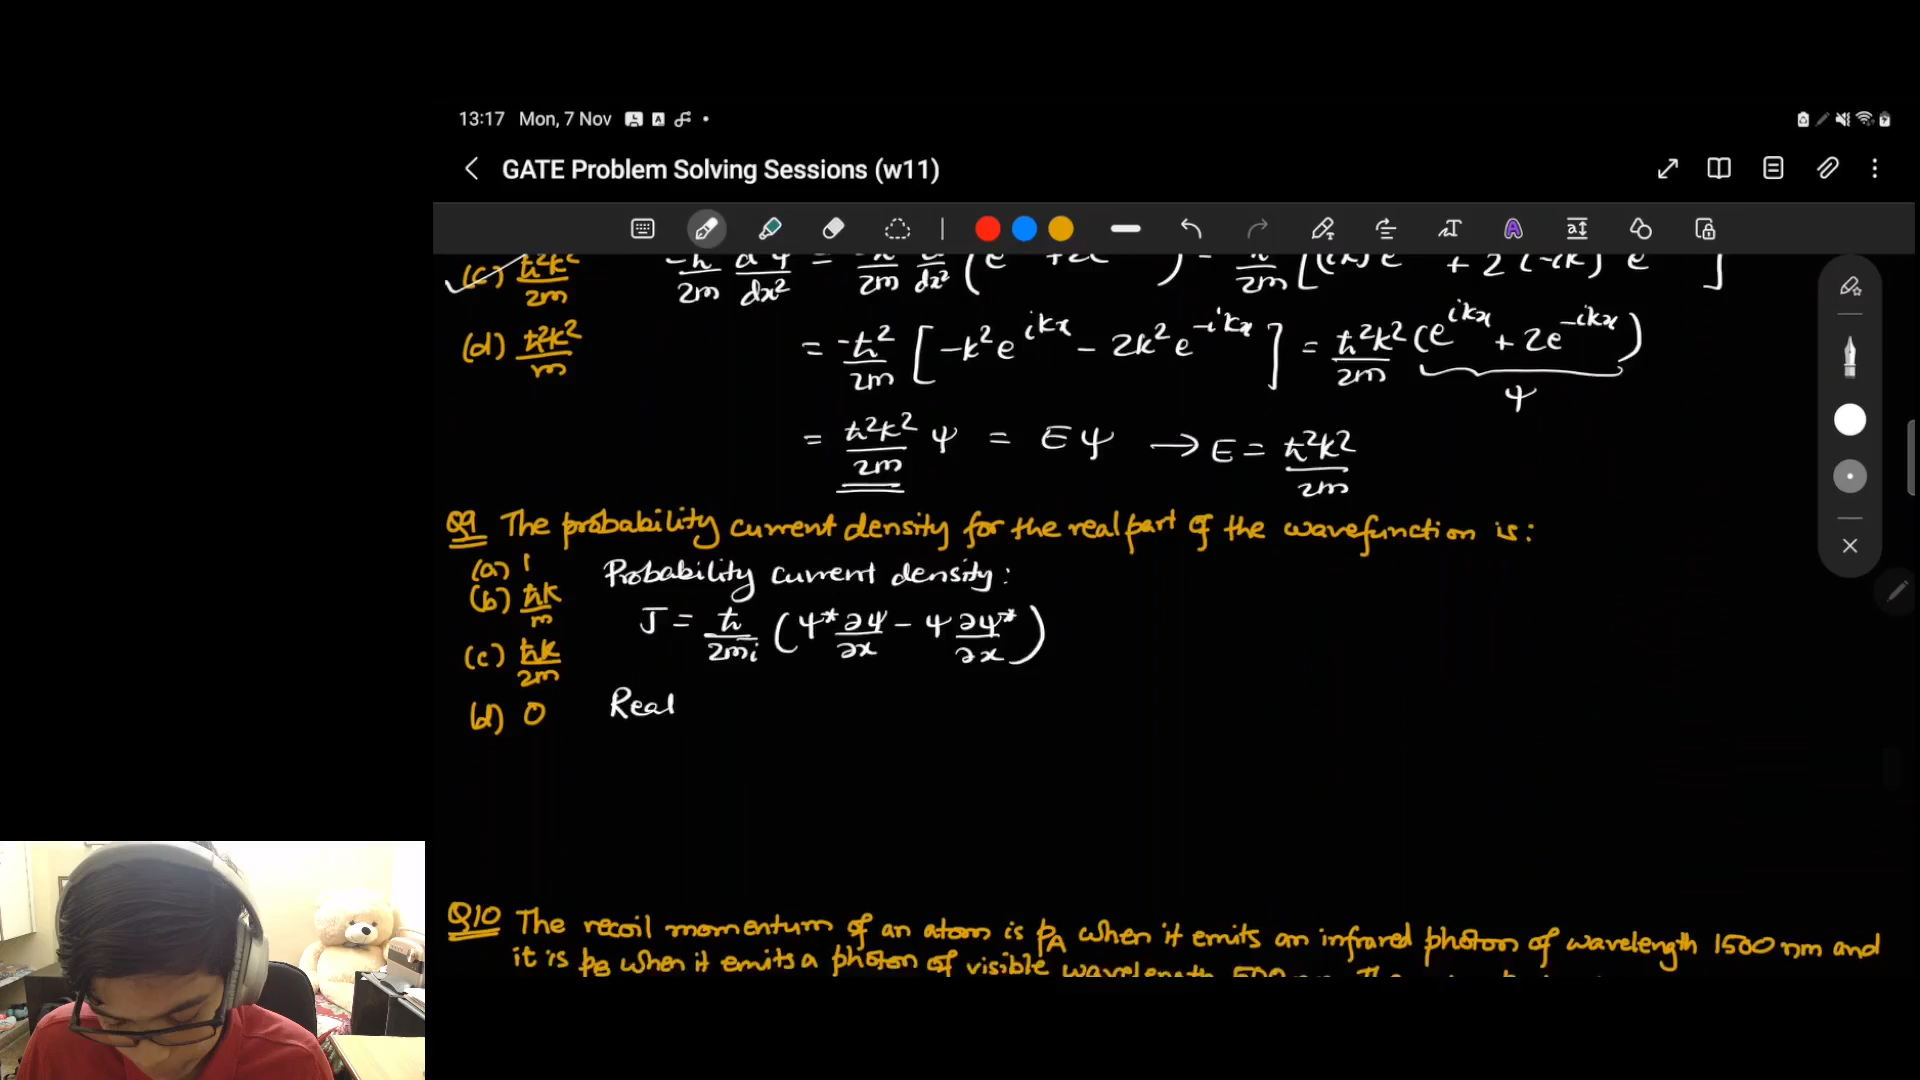 13:17 Mon, 7 Nov
GATE Problem Solving Sessions (w11)
(c) ħ²k²/2m
(d) ħ²k²/m
= -ħ²/2m [-k²e^{ikx} - 2k²e^{-ikx}] = ħ²k²/2m (e^{ikx} + 2e^{-ikx})
ψ
= ħ²k²/2m ψ = Eψ → E = ħ²k²/2m
Q9 The probability current density for the real part of the wavefunction is:
(a) 1
Probability current density:
(b) ħk/m
J = ħ/2mi (ψ* ∂ψ/∂x - ψ ∂ψ*/∂x)
(c) ħk/2m
(d) 0
Real
Q10 The recoil momentum of an atom is pA when it emits an infrared photon of wavelength 1500 nm and
it is pB when it emits a photon of visible wavelength